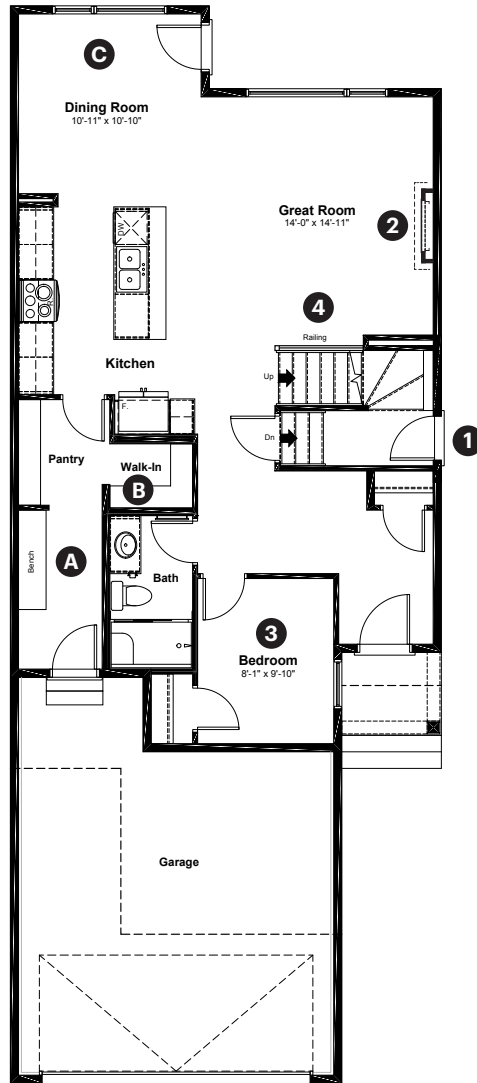 C
Dining Room
10'-11" x 10'-10"
Great Room
14'-0" x 14'-11"
2
DW
4
Railing
Kitchen
Up
F.
Dn
1
Pantry
Walk-In
B
A
Bench
Bath
3
Bedroom
8'-1" x 9'-10"
Garage